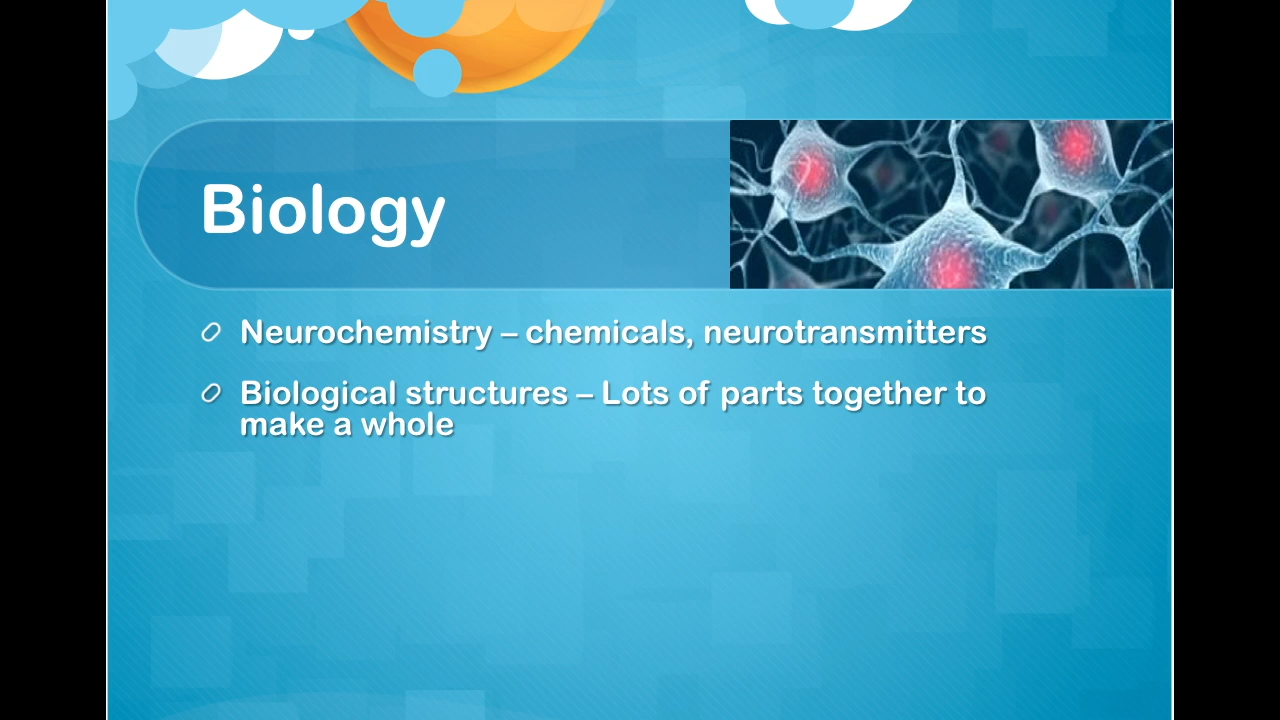 Biology
Neurochemistry – chemicals, neurotransmitters
Biological structures – Lots of parts together to
make a whole